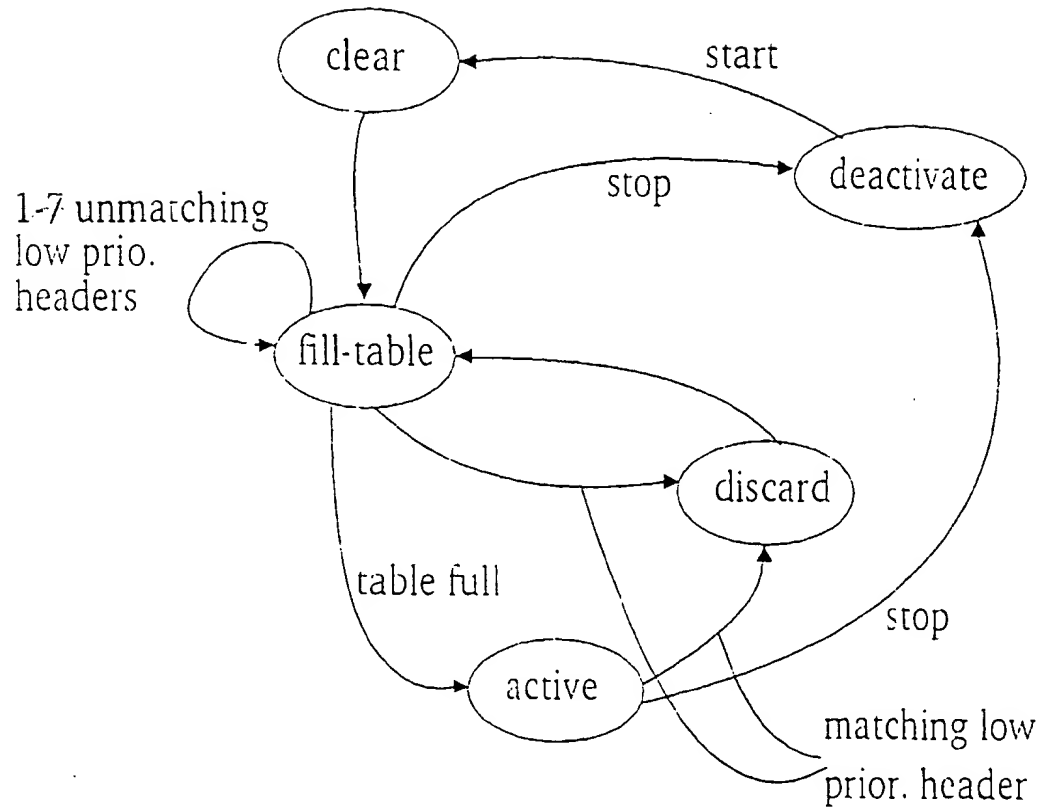 clear
start
deactivate
stop
1-7 unmatching
low prio.
headers
fill-table
discard
table full
stop
active
matching low
prior. header